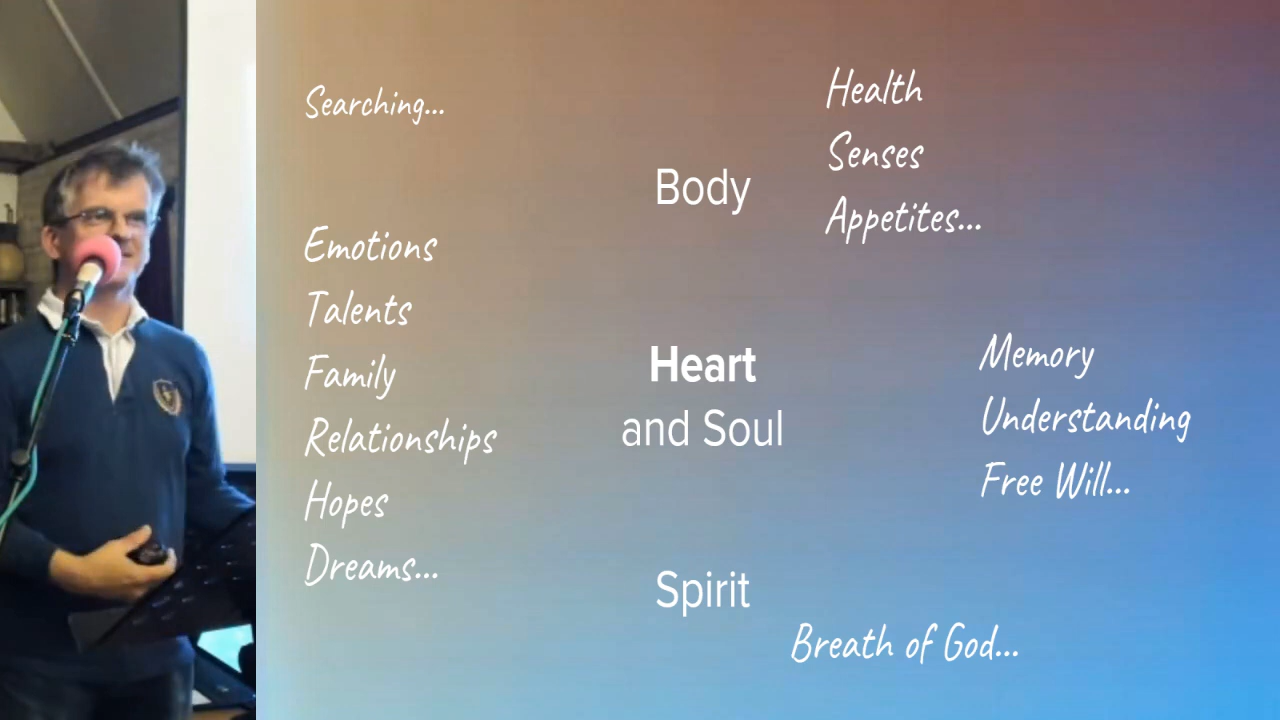 Searching...
Emotions
Talents
Family
Relationships
Hopes
Dreams...
Body
Health
Senses
Appetites...
Heart
and Soul
Memory
Understanding
Free Will...
Spirit
Breath of God...